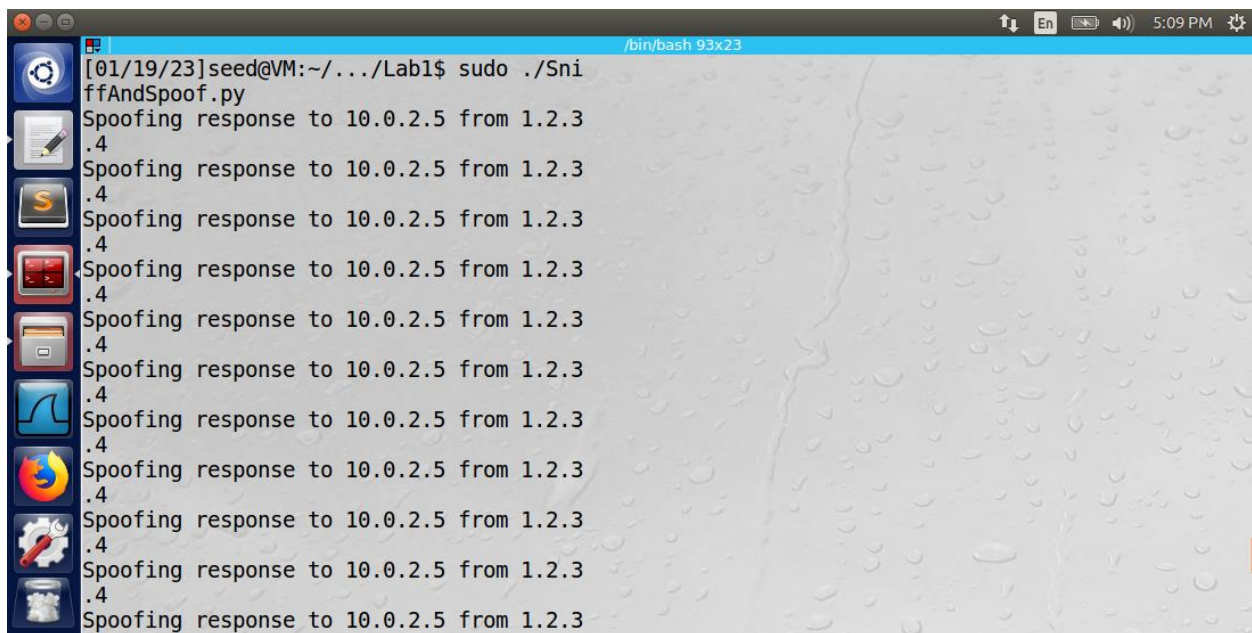 En 5:09 PM
/bin/bash 93x23
[01/19/23]seed@VM:~/.../Lab1$ sudo ./Sni
ffAndSpoof.py
Spoofing response to 10.0.2.5 from 1.2.3
.4
Spoofing response to 10.0.2.5 from 1.2.3
.4
Spoofing response to 10.0.2.5 from 1.2.3
.4
Spoofing response to 10.0.2.5 from 1.2.3
.4
Spoofing response to 10.0.2.5 from 1.2.3
.4
Spoofing response to 10.0.2.5 from 1.2.3
.4
Spoofing response to 10.0.2.5 from 1.2.3
.4
Spoofing response to 10.0.2.5 from 1.2.3
.4
Spoofing response to 10.0.2.5 from 1.2.3
.4
Spoofing response to 10.0.2.5 from 1.2.3
.4
Spoofing response to 10.0.2.5 from 1.2.3